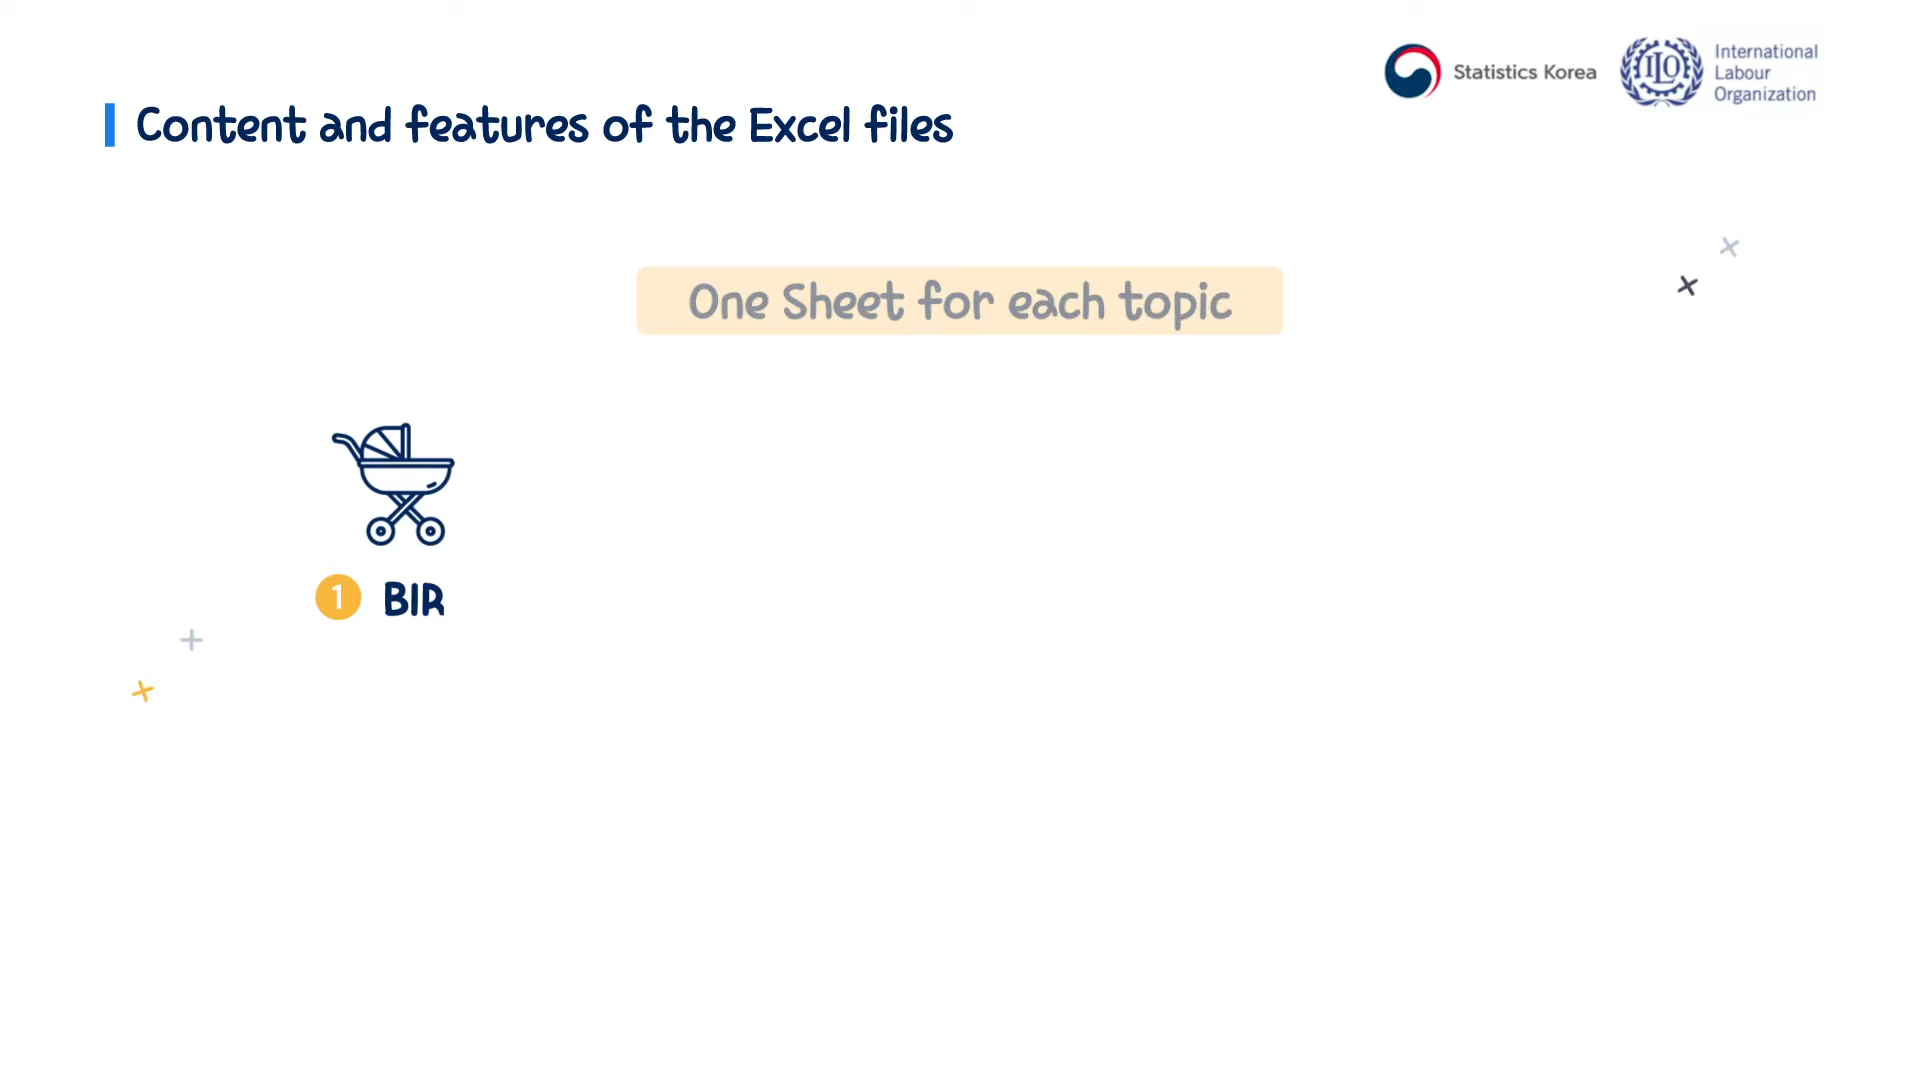 Statistics Korea
International
Labour
Organization
Content and features of the Excel files
One Sheet for each topic
1 BIR